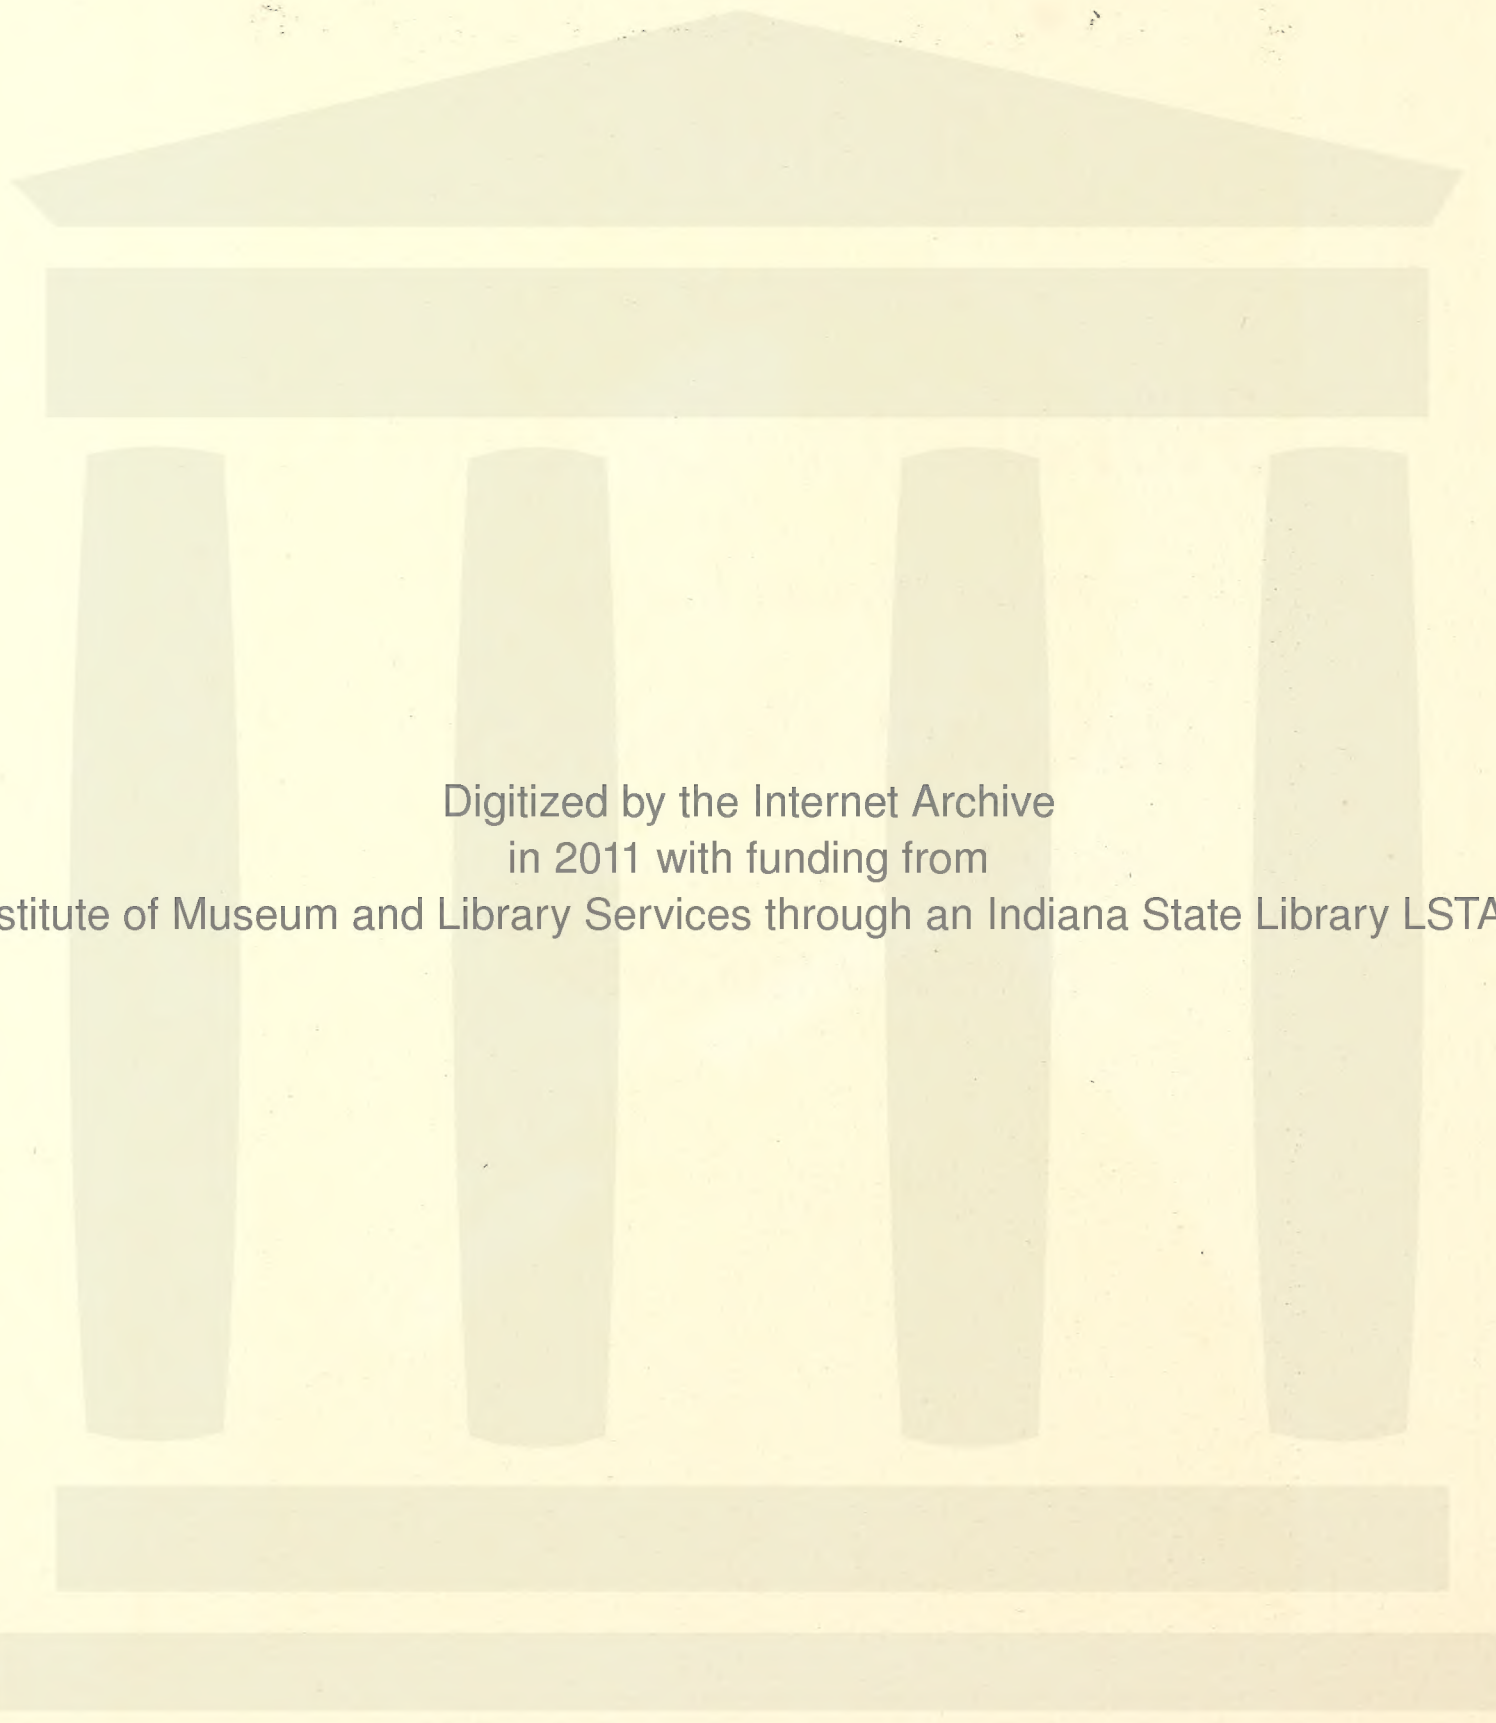 Digitized by the Internet Archive
in 2011 with funding from
stitute of Museum and Library Services through an Indiana State Library LSTA